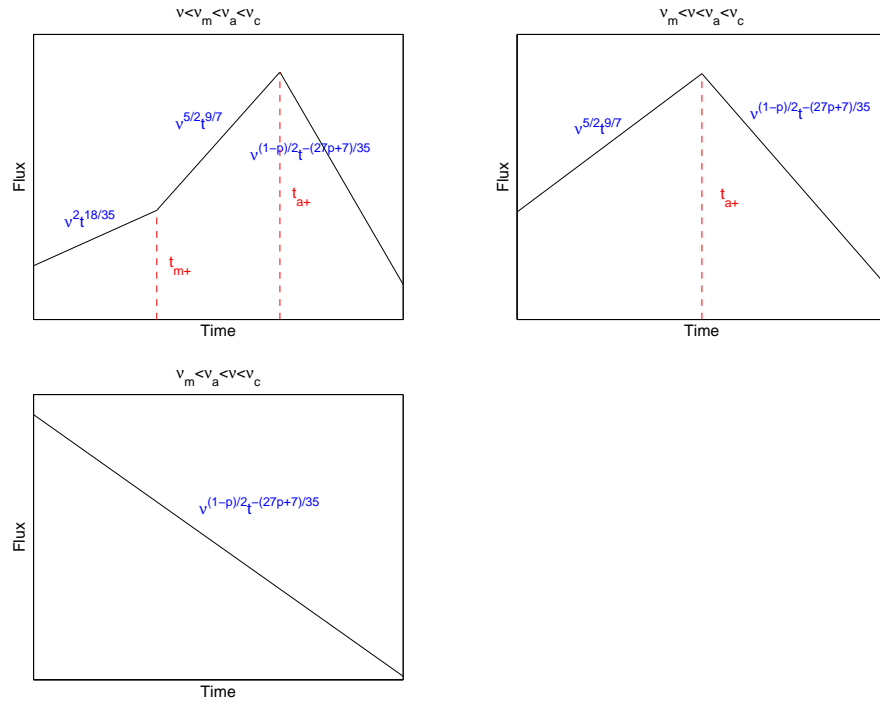 ν<ν_m<ν_a<ν_c
Flux
ν^2t^18/35
ν^5/2t^9/7
ν^(1−p)/2t^−(27p+7)/35
t_m+
t_a+
Time
ν_m<ν<ν_a<ν_c
Flux
ν^5/2t^9/7
ν^(1−p)/2t^−(27p+7)/35
t_a+
Time
ν_m<ν_a<ν<ν_c
Flux
ν^(1−p)/2t^−(27p+7)/35
Time